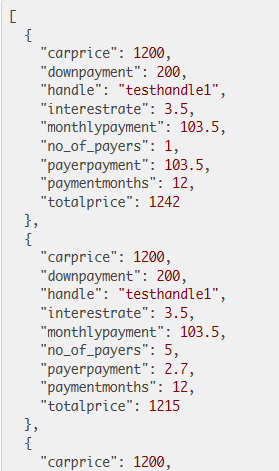 [
{
"carprice": 1200,
"downpayment": 200,
"handle": "testhandle1",
"interestrate": 3.5,
"monthlypayment": 103.5,
"no_of_payers": 1,
"payerpayment": 103.5,
"paymentmonths": 12,
"totalprice": 1242
},
{
"carprice": 1200,
"downpayment": 200,
"handle": "testhandle1",
"interestrate": 3.5,
"monthlypayment": 103.5,
"no_of_payers": 5,
"payerpayment": 2.7,
"paymentmonths": 12,
"totalprice": 1215
},
{
"carprice": 1200,